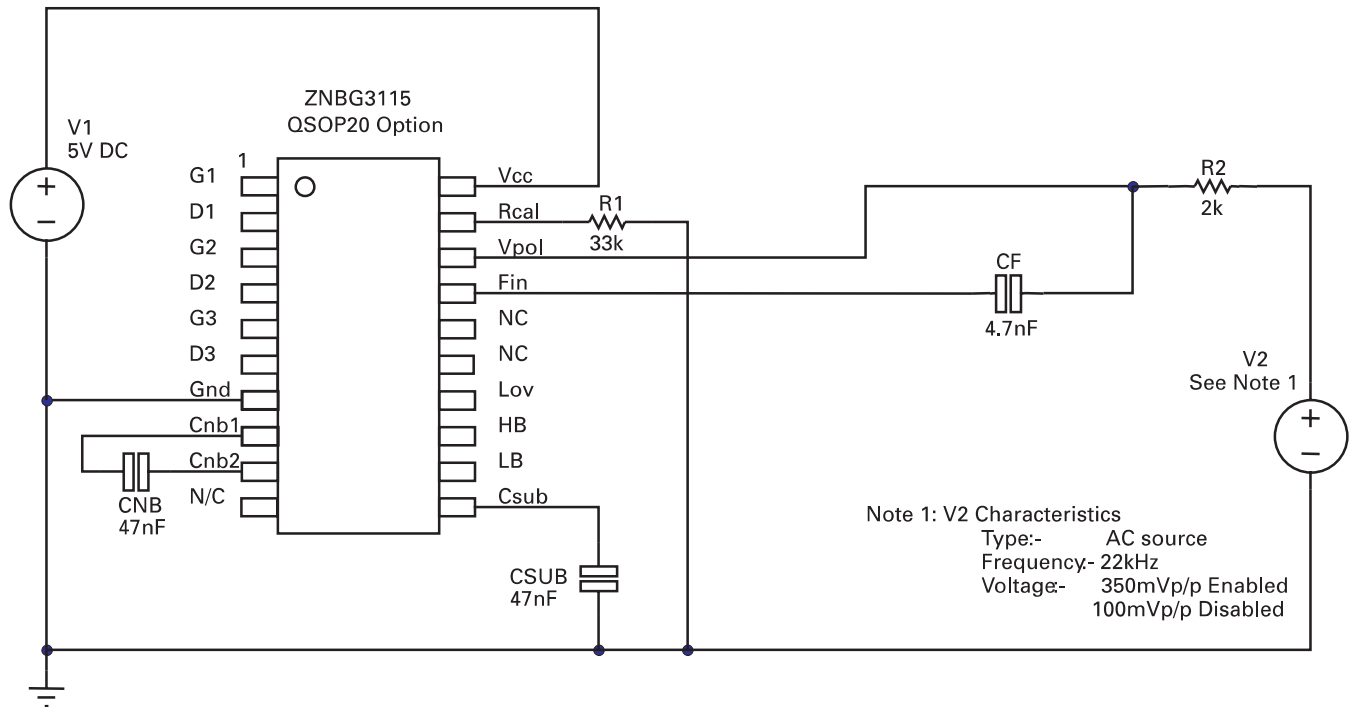 ZNBG3115
QSOP20 Option
V1
5V DC
+
–
1
G1
D1
G2
D2
G3
D3
Gnd
Cnb1
Cnb2
N/C
CNB
47nF
Vcc
Rcal
Vpol
Fin
NC
NC
Lov
HB
LB
Csub
R1
33k
CF
4.7nF
R2
2k
V2
See Note 1
+
–
CSUB
47nF
Note 1: V2 Characteristics
Type:- AC source
Frequency:- 22kHz
Voltage:- 350mVp/p Enabled
100mVp/p Disabled